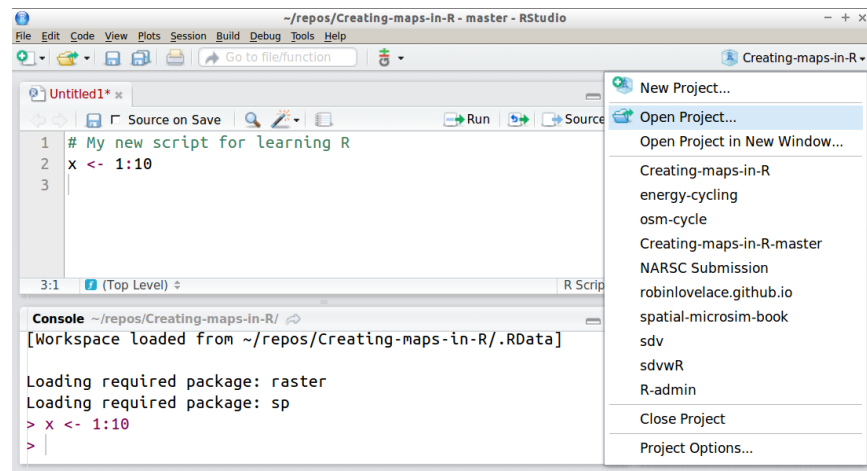 ~/repos/Creating-maps-in-R - master - RStudio
File Edit Code View Plots Session Build Debug Tools Help
Go to file/function
Creating-maps-in-R
Untitled1*
Source on Save
Run
Source
1 # My new script for learning R
2 x <- 1:10
3
3:1 (Top Level) R Scrip
Console ~/repos/Creating-maps-in-R/
[Workspace loaded from ~/repos/Creating-maps-in-R/.RData]
Loading required package: raster
Loading required package: sp
> x <- 1:10
>
New Project...
Open Project...
Open Project in New Window...
Creating-maps-in-R
energy-cycling
osm-cycle
Creating-maps-in-R-master
NARSC Submission
robinlovelace.github.io
spatial-microsim-book
sdv
sdvwR
R-admin
Close Project
Project Options...